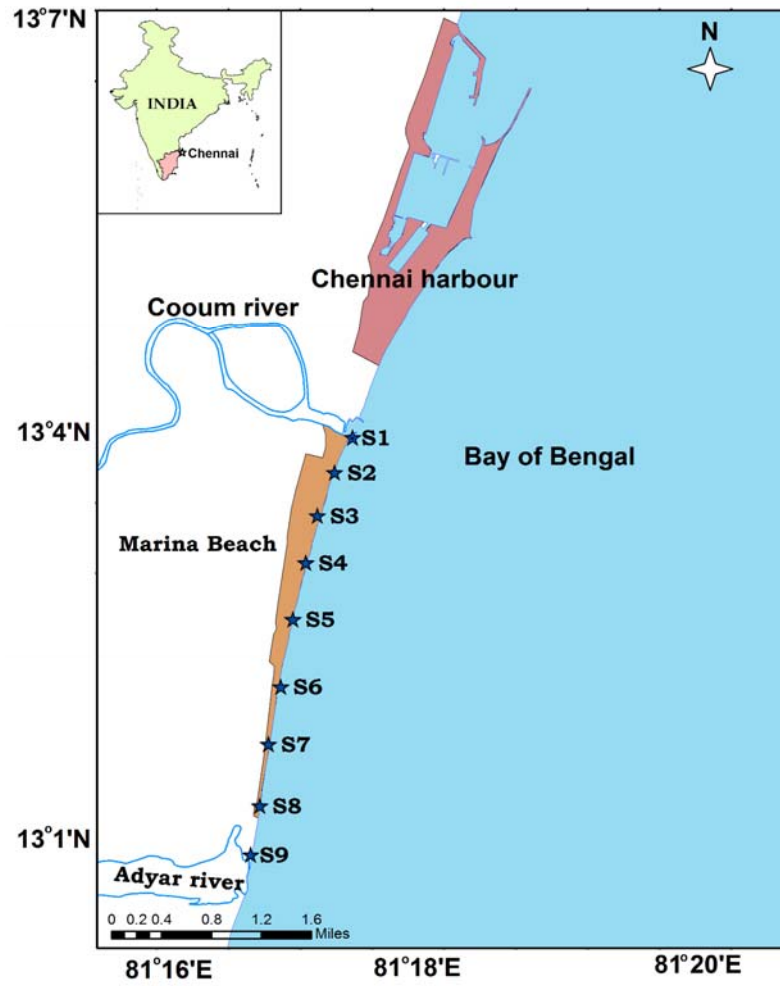 13°7'N
N
INDIA
Chennai
Chennai harbour
Cooum river
13°4'N
S1
Bay of Bengal
S2
S3
Marina Beach
S4
S5
S6
S7
S8
13°1'N
S9
Adyar river
0 0.2 0.4 0.8 1.2 1.6
Miles
81°16'E 81°18'E 81°20'E